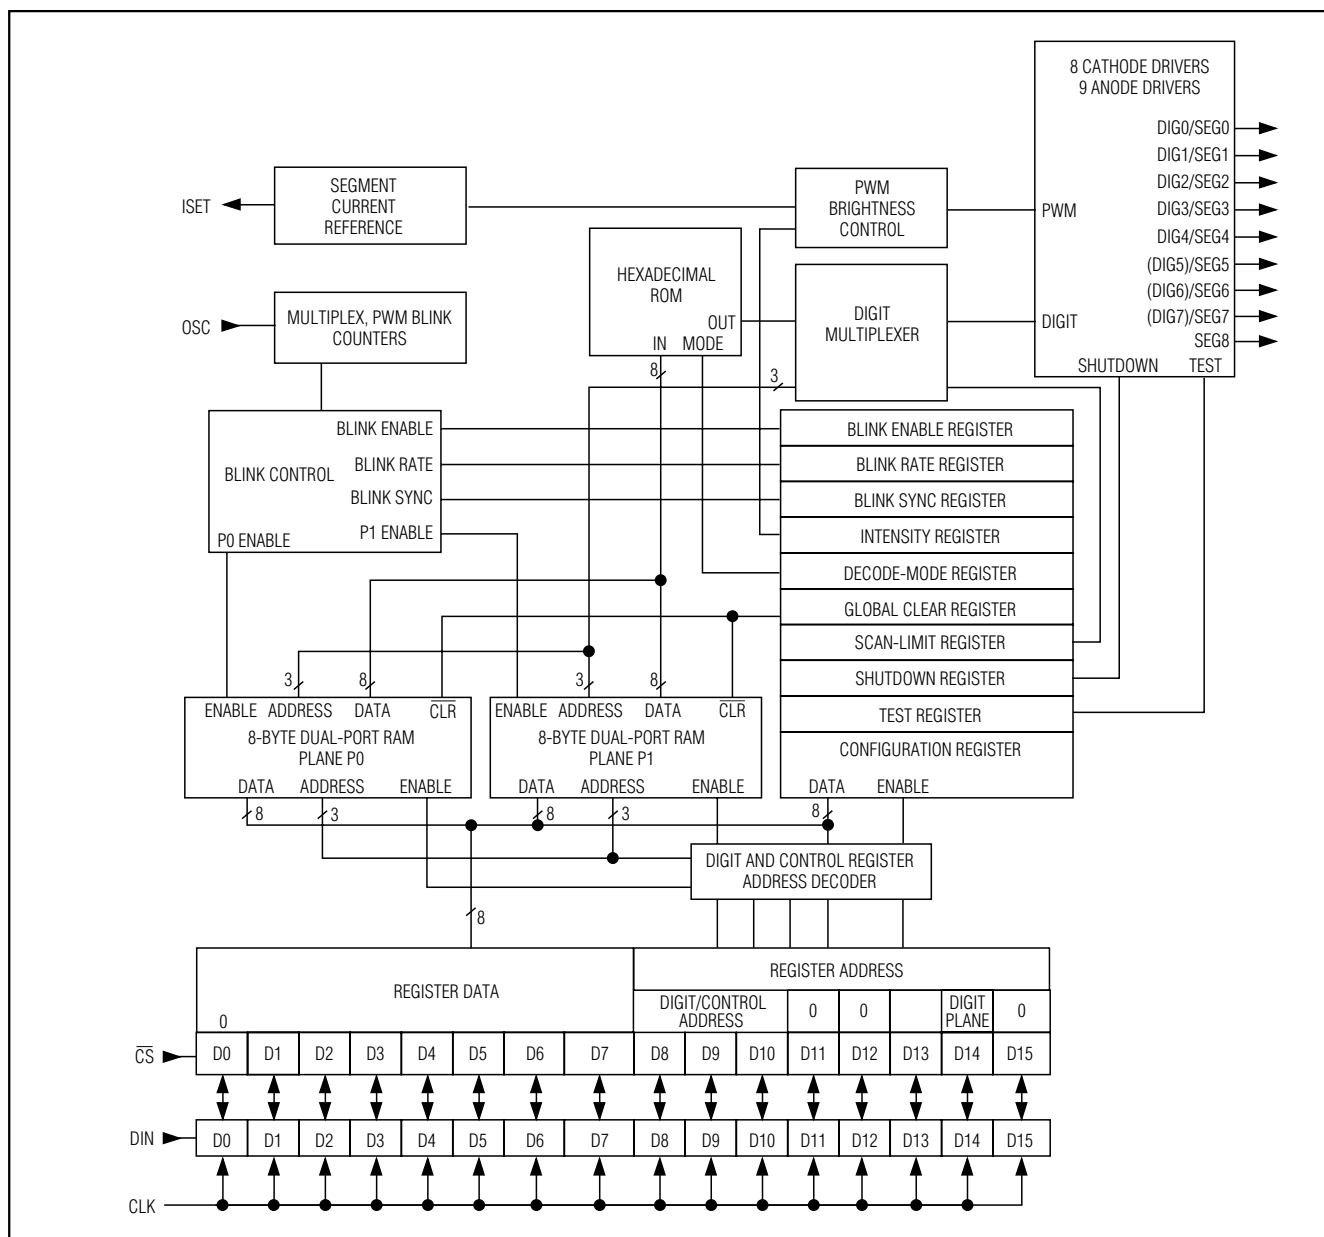 8 CATHODE DRIVERS
9 ANODE DRIVERS
DIG0/SEG0
DIG1/SEG1
DIG2/SEG2
DIG3/SEG3
DIG4/SEG4
(DIG5)/SEG5
(DIG6)/SEG6
(DIG7)/SEG7
SEG8
PWM
DIGIT
SHUTDOWN TEST
ISET
SEGMENT
CURRENT
REFERENCE
PWM
BRIGHTNESS
CONTROL
HEXADECIMAL
ROM
OUT
IN MODE
DIGIT
MULTIPLEXER
OSC
MULTIPLEX, PWM BLINK
COUNTERS
8
3
BLINK ENABLE
BLINK RATE
BLINK CONTROL
BLINK SYNC
P1 ENABLE
P0 ENABLE
BLINK ENABLE REGISTER
BLINK RATE REGISTER
BLINK SYNC REGISTER
INTENSITY REGISTER
DECODE-MODE REGISTER
GLOBAL CLEAR REGISTER
SCAN-LIMIT REGISTER
SHUTDOWN REGISTER
TEST REGISTER
CONFIGURATION REGISTER
DATA ENABLE
3 8 3 8
ENABLE ADDRESS DATA CLR
8-BYTE DUAL-PORT RAM
PLANE P0
DATA ADDRESS ENABLE
ENABLE ADDRESS DATA CLR
8-BYTE DUAL-PORT RAM
PLANE P1
DATA ADDRESS ENABLE
8 3 8 3 8
DIGIT AND CONTROL REGISTER
ADDRESS DECODER
8
REGISTER DATA
0
REGISTER ADDRESS
DIGIT/CONTROL
ADDRESS
0 0
DIGIT
PLANE
0
CS D0 D1 D2 D3 D4 D5 D6 D7 D8 D9 D10 D11 D12 D13 D14 D15
DIN D0 D1 D2 D3 D4 D5 D6 D7 D8 D9 D10 D11 D12 D13 D14 D15
CLK